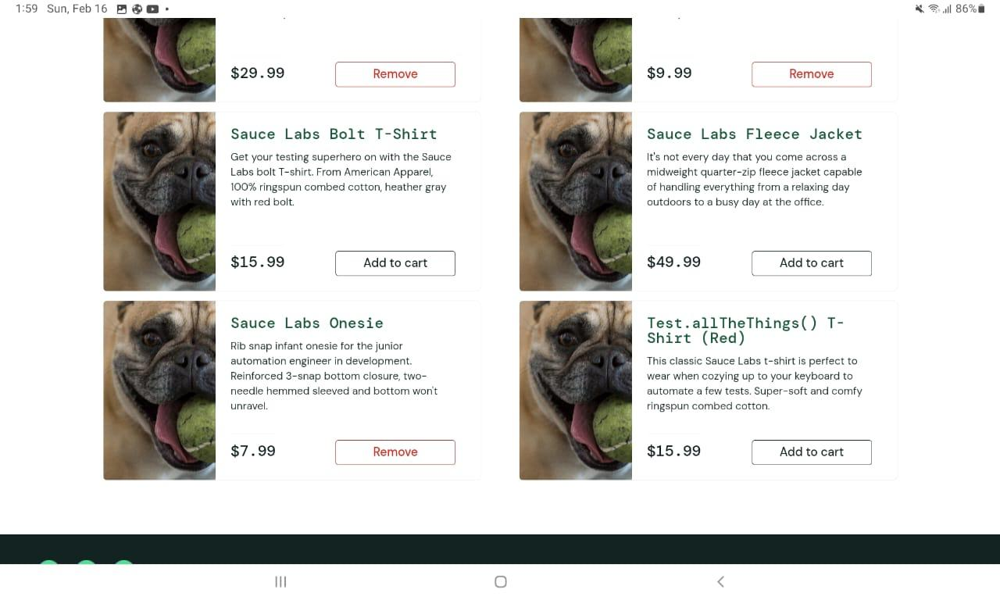 1:59 Sun, Feb 16
86%
$29.99
Remove
$9.99
Remove
Sauce Labs Bolt T-Shirt
Get your testing superhero on with the Sauce
Labs bolt T-shirt. From American Apparel,
100% ringspun combed cotton, heather gray
with red bolt.
$15.99
Add to cart
Sauce Labs Fleece Jacket
It's not every day that you come across a
midweight quarter-zip fleece jacket capable
of handling everything from a relaxing day
outdoors to a busy day at the office.
$49.99
Add to cart
Sauce Labs Onesie
Rib snap infant onesie for the junior
automation engineer in development.
Reinforced 3-snap bottom closure, two-
needle hemmed sleeved and bottom won't
unravel.
$7.99
Remove
Test.allTheThings() T-
Shirt (Red)
This classic Sauce Labs t-shirt is perfect to
wear when cozying up to your keyboard to
automate a few tests. Super-soft and comfy
ringspun combed cotton.
$15.99
Add to cart